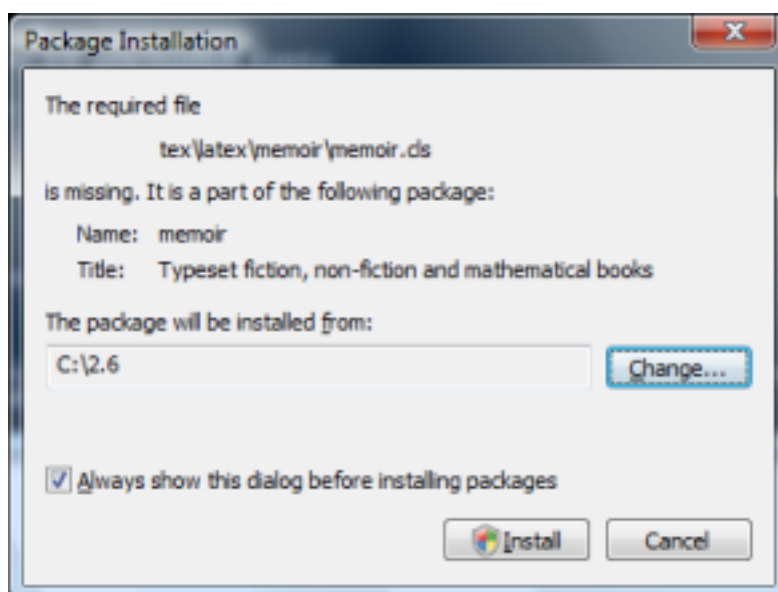 Package Installation
The required file
tex\latex\memoir\memoir.cls
is missing. It is a part of the following package:
Name: memoir
Title: Typeset fiction, non-fiction and mathematical books
The package will be installed from:
C:\2.6
Change...
Always show this dialog before installing packages
Install Cancel